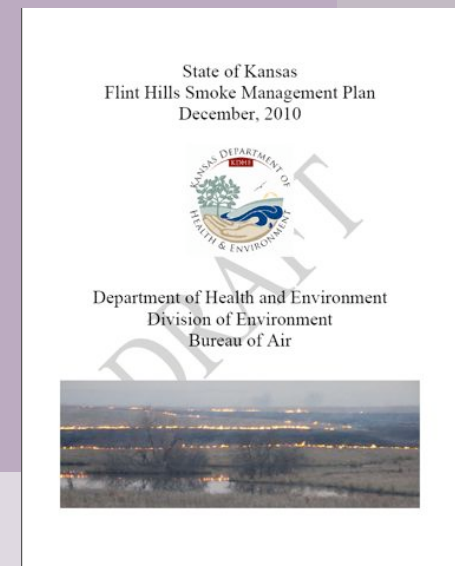 State of Kansas
Flint Hills Smoke Management Plan
December, 2010
KANSAS DEPARTMENT OF
KDHE
HEALTH & ENVIRONMENT
Department of Health and Environment
Division of Environment
Bureau of Air
DRAFT